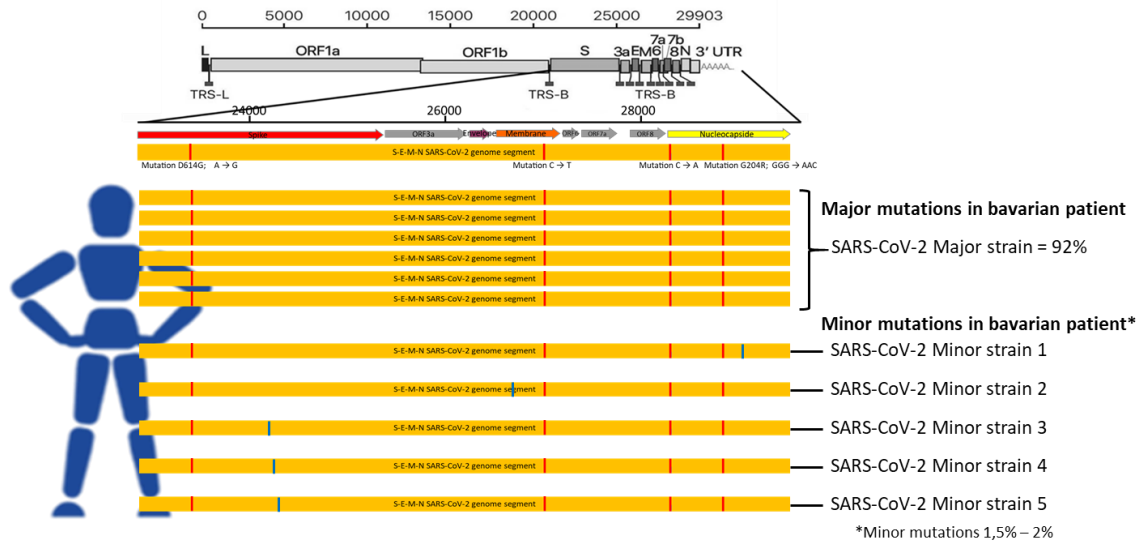 0 5000 10000 15000 20000 25000 29903
7a 7b
L ORF1a ORF1b S 3a E M 6 8 N 3' UTR
AAAAA..
TRS-L TRS-B TRS-B
24000 26000 28000
Spike ORF3a Envelope Membrane ORF6 ORF7a ORF8 Nucleocapside
S-E-M-N SARS-CoV-2 genome segment
Mutation D614G; A → G Mutation C → T Mutation C → A Mutation G204R; GGG → AAC
S-E-M-N SARS-CoV-2 genome segment
S-E-M-N SARS-CoV-2 genome segment
S-E-M-N SARS-CoV-2 genome segment
S-E-M-N SARS-CoV-2 genome segment
S-E-M-N SARS-CoV-2 genome segment
S-E-M-N SARS-CoV-2 genome segment
Major mutations in bavarian patient
SARS-CoV-2 Major strain = 92%
Minor mutations in bavarian patient*
S-E-M-N SARS-CoV-2 genome segment SARS-CoV-2 Minor strain 1
S-E-M-N SARS-CoV-2 genome segment SARS-CoV-2 Minor strain 2
S-E-M-N SARS-CoV-2 genome segment SARS-CoV-2 Minor strain 3
S-E-M-N SARS-CoV-2 genome segment SARS-CoV-2 Minor strain 4
S-E-M-N SARS-CoV-2 genome segment SARS-CoV-2 Minor strain 5
*Minor mutations 1,5% – 2%